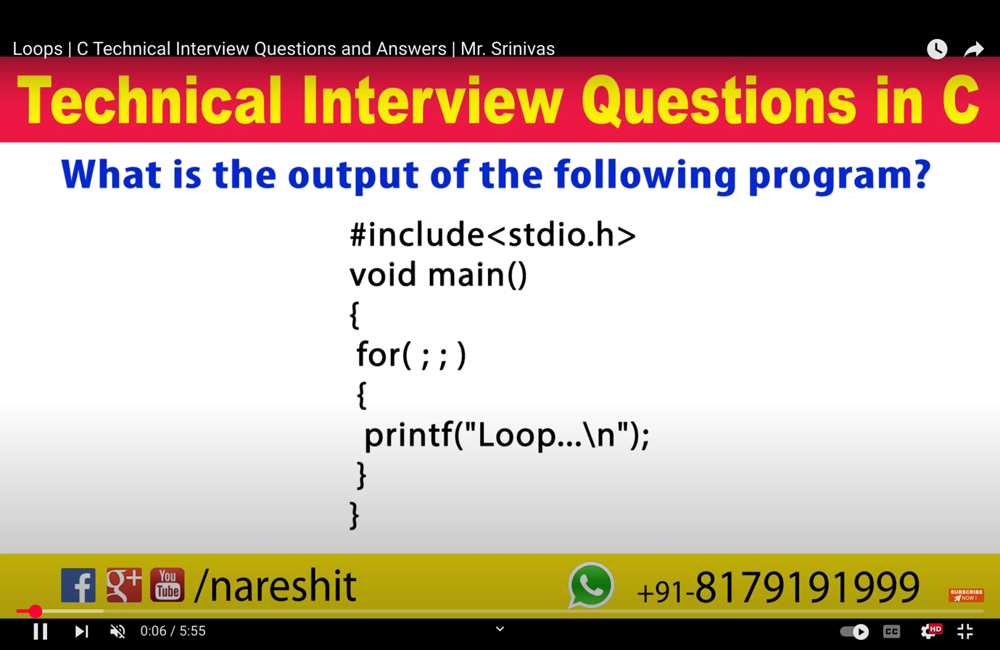 Loops | C Technical Interview Questions and Answers | Mr. Srinivas
Technical Interview Questions in C
What is the output of the following program?
#include<stdio.h>
void main()
{
for( ; ; )
{
printf("Loop...\n");
}
}
f g+ You Tube /nareshit
+91-8179191999
SUBSCRIBE
NOW !
0:06 / 5:55
CC
HD